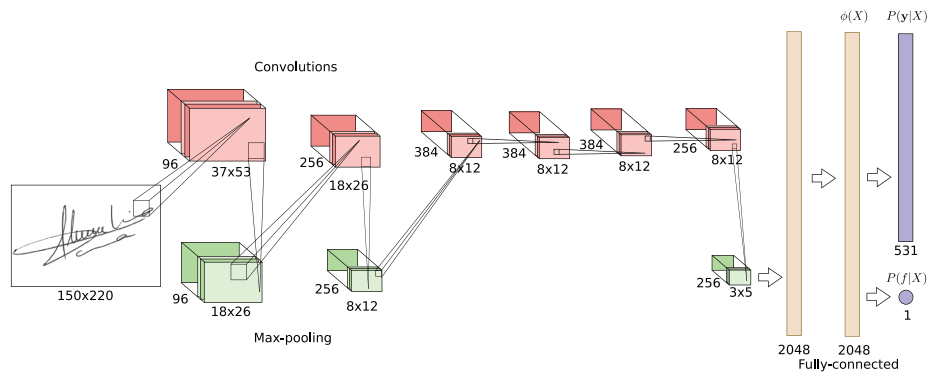 ϕ(X) P(y|X)
Convolutions
96
37x53
256
18x26
384
8x12
384
8x12
384
8x12
256
8x12
150x220
96
18x26
256
8x12
Max-pooling
256
3x5
531
P(f|X)
1
2048
2048
Fully-connected